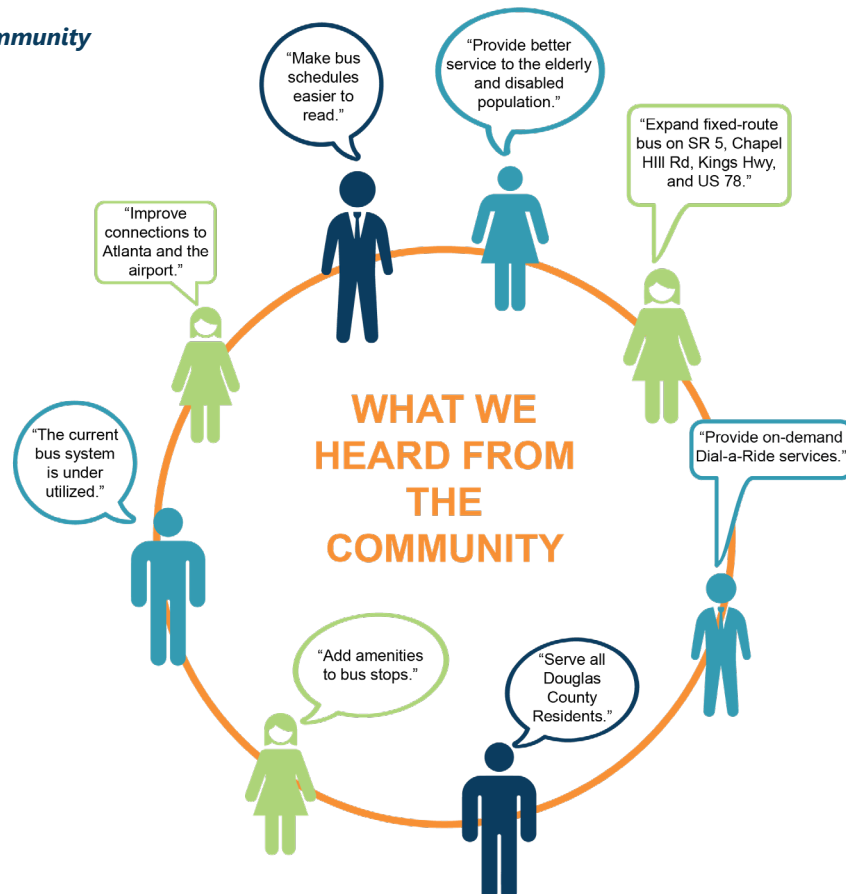 mmunity
“Make bus
schedules
easier to
read.”
“Provide better
service to the elderly
and disabled
population.”
“Expand fixed-route
bus on SR 5, Chapel
HIll Rd, Kings Hwy,
and US 78.”
“Improve
connections to
Atlanta and the
airport.”
WHAT WE
HEARD FROM
THE
COMMUNITY
“The current
bus system
is under
utilized.”
“Provide on-demand
Dial-a-Ride services.”
“Add amenities
to bus stops.”
“Serve all
Douglas
County
Residents.”